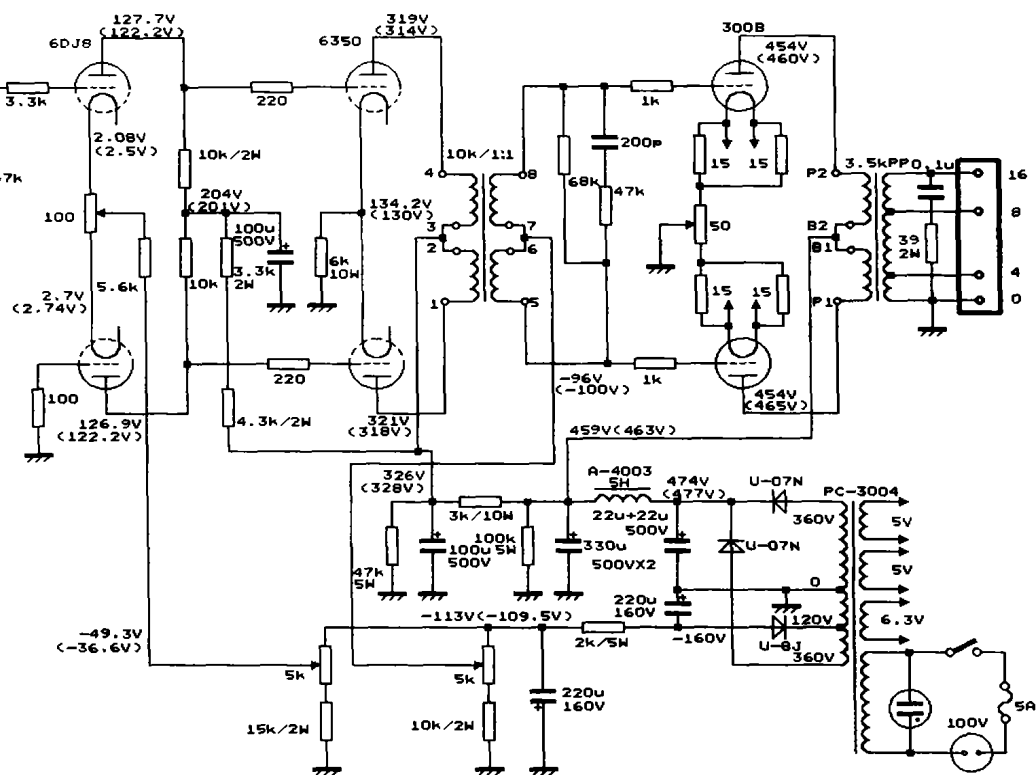 127.7V
(122.2V)
6DJ8
319V
(314V)
6350
300B
454V
(460V)
3.3k
220
1k
2.08V
(2.5V)
10k/2W
10k/1:1
200p
15
15
3.5kPP
0.1u
16
7k
4
8
68k
47k
P2
204V
(201V)
134.2V
(130V)
100
100u
500V
3
7
50
B2
8
2
6
B1
39
2W
5.6k
10k
3.3k
2W
6k
10W
2.7V
(2.74V)
15
15
4
1
5
P1
0
100
220
1k
-96V
(-100V)
126.9V
(122.2V)
4.3k/2W
321V
(318V)
454V
(465V)
459V(463V)
326V
(328V)
A-4003
5H
474V
(477V)
U-07N
PC-3004
3k/10W
22u+22u
500V
360V
5V
47k
5W
100u
500V
100k
5W
330u
500VX2
U-07N
5V
0
220u
160V
-113V(-109.5V)
120V
6.3V
-49.3V
(-36.6V)
2k/5W
-160V
U-8J
360V
5k
5k
220u
160V
5A
15k/2W
10k/2W
100V